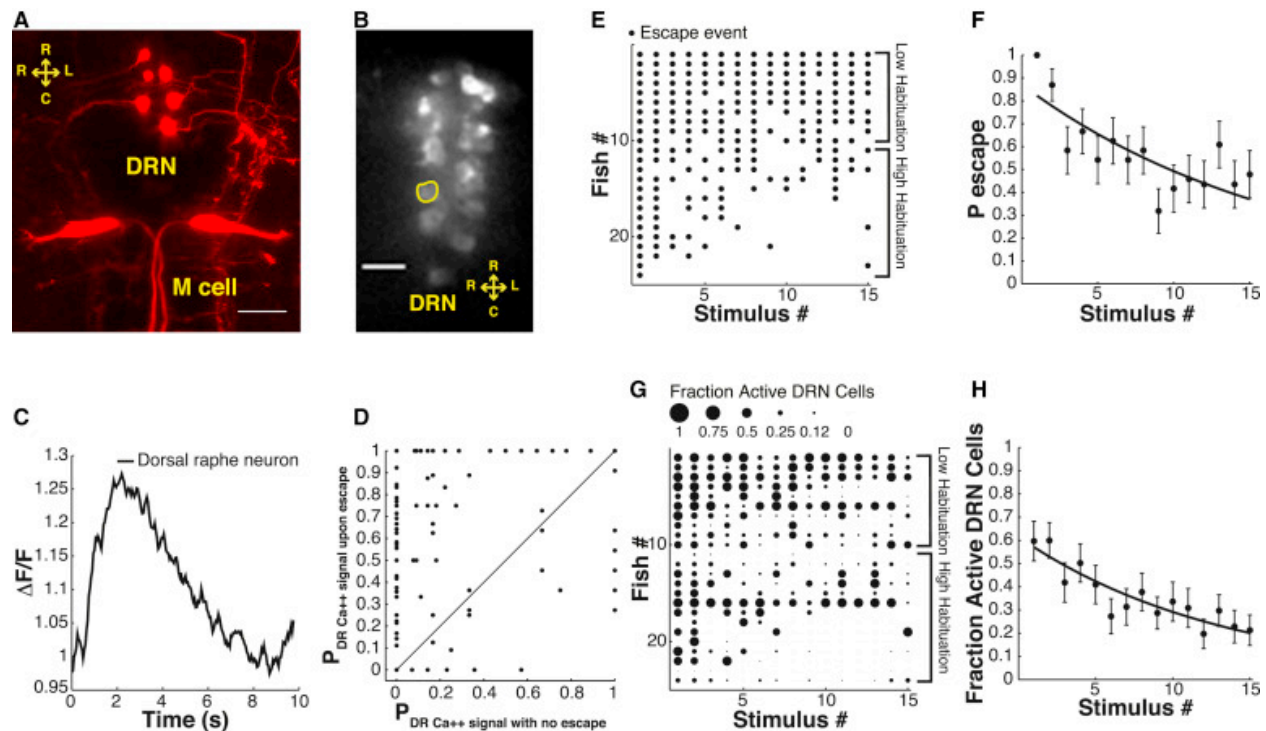 A
R
R L
C
DRN
M cell
B
R
R L
C
DRN
E
• Escape event
Fish #
10
20
5 10 15
Stimulus #
Low Habituation
High Habituation
F
P escape
1
0.9
0.8
0.7
0.6
0.5
0.4
0.3
0.2
0.1
0
5 10 15
Stimulus #
C
Dorsal raphe neuron
ΔF/F
1.3
1.25
1.2
1.15
1.1
1.05
1
0.95
0 2 4 6 8 10
Time (s)
D
P DR Ca++ signal upon escape
1
0.9
0.8
0.7
0.6
0.5
0.4
0.3
0.2
0.1
0
0 0.2 0.4 0.6 0.8 1
P DR Ca++ signal with no escape
G
Fraction Active DRN Cells
1 0.75 0.5 0.25 0.12 0
Fish #
10
20
5 10 15
Stimulus #
Low Habituation
High Habituation
H
Fraction Active DRN Cells
1
0.9
0.8
0.7
0.6
0.5
0.4
0.3
0.2
0.1
0
5 10 15
Stimulus #